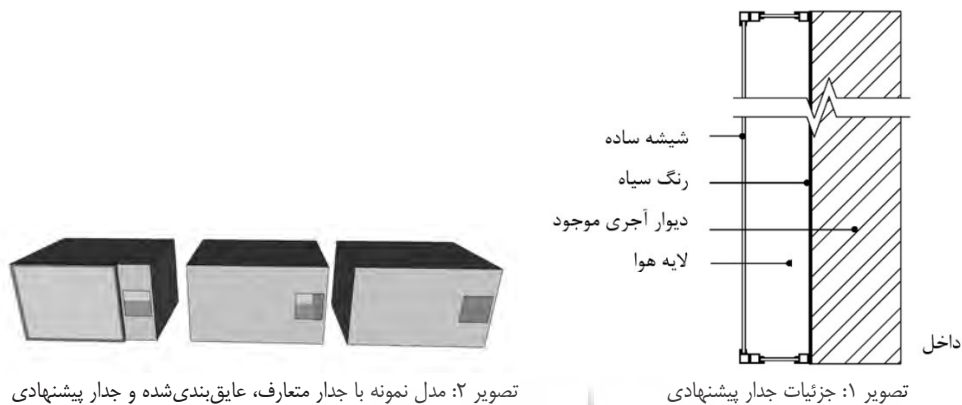 شیشه ساده
رنگ سیاه
دیوار آجری موجود
لایه هوا
داخل
تصویر ۱: جزئیات جدار پیشنهادی
تصویر ۲: مدل نمونه با جدار متعارف، عایق‌بندی‌شده و جدار پیشنهادی